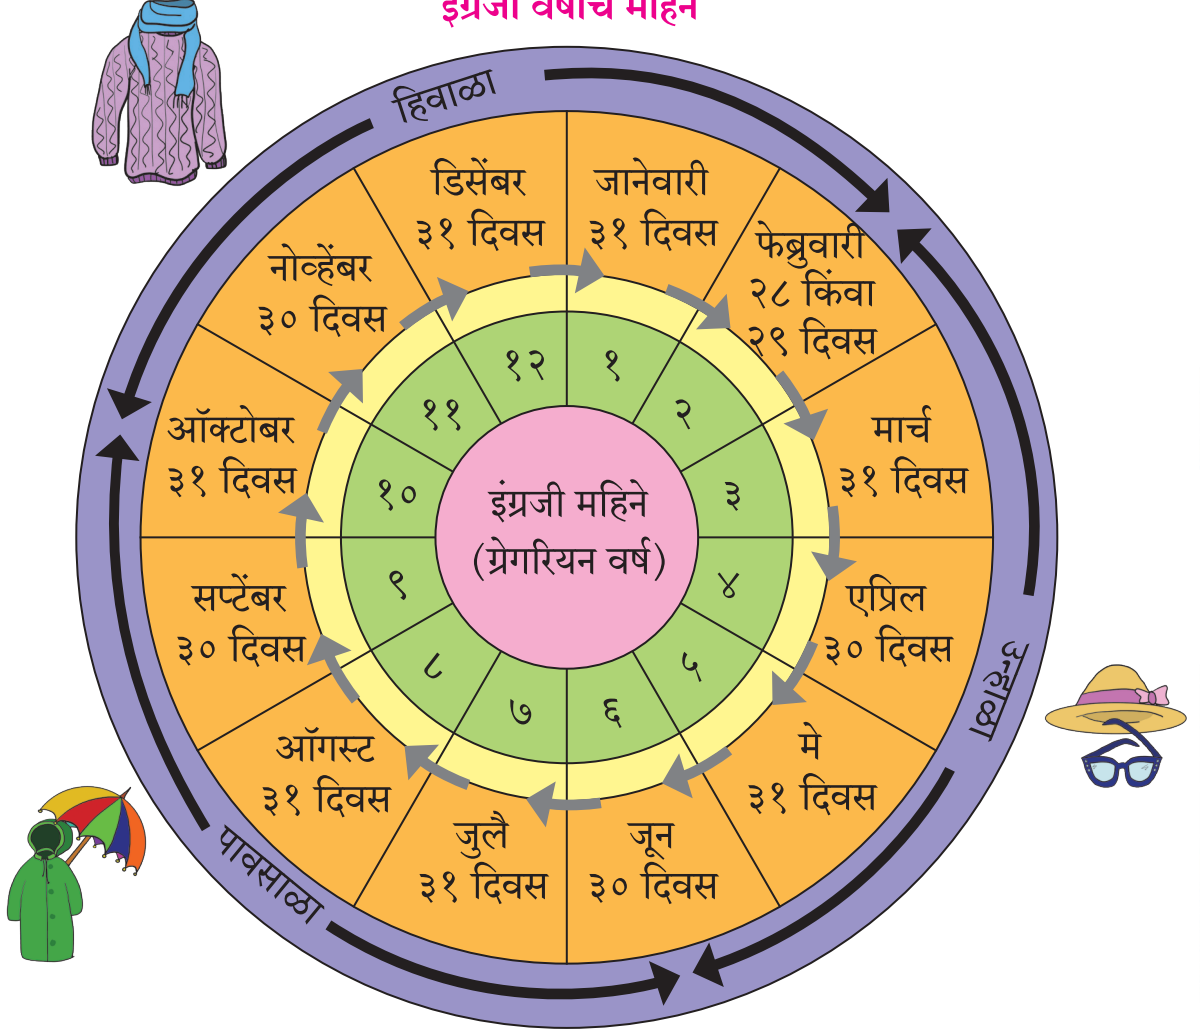 इंग्रजी वर्षाचे महिने
हिवाळा
डिसेंबर
३१ दिवस
जानेवारी
३१ दिवस
फेब्रुवारी
२८ किंवा
२९ दिवस
मार्च
३१ दिवस
एप्रिल
३० दिवस
मे
३१ दिवस
जून
३० दिवस
जुलै
३१ दिवस
ऑगस्ट
३१ दिवस
सप्टेंबर
३० दिवस
ऑक्टोबर
३१ दिवस
नोव्हेंबर
३० दिवस
१
२
३
४
५
६
७
८
९
१०
११
१२
इंग्रजी महिने
(ग्रेगरियन वर्ष)
उन्हाळा
पावसाळा